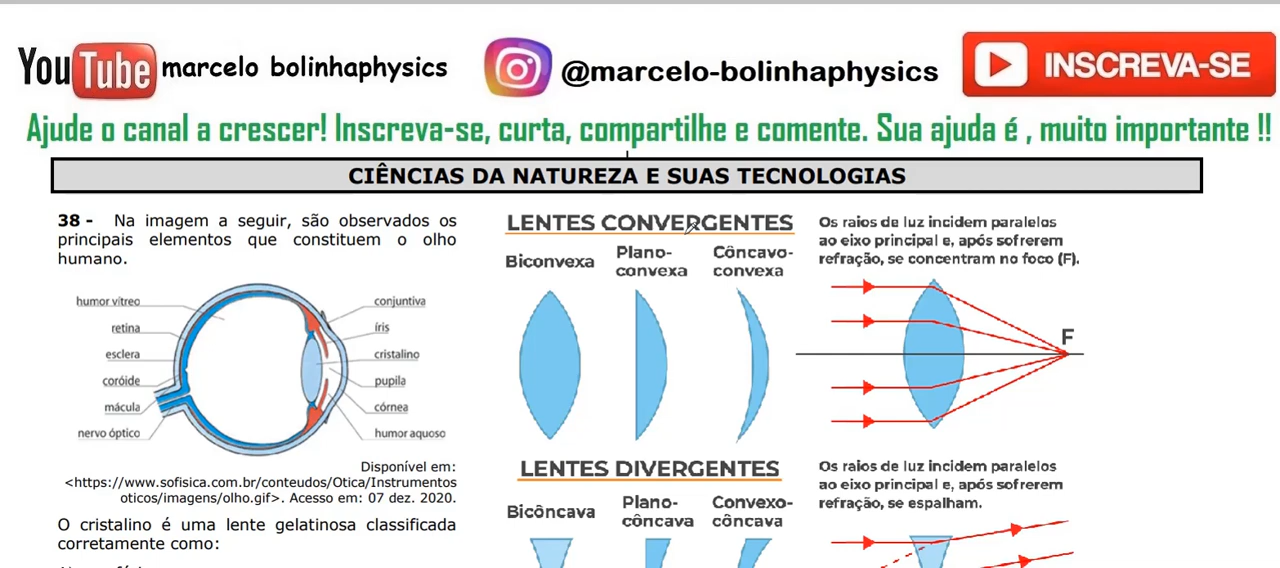 YouTube marcelo bolinhaphysics
@marcelo-bolinhaphysics
INSCREVA-SE
Ajude o canal a crescer! Inscreva-se, curta, compartilhe e comente. Sua ajuda é , muito importante !!
CIÊNCIAS DA NATUREZA E SUAS TECNOLOGIAS
38 - Na imagem a seguir, são observados os
principais elementos que constituem o olho
humano.
humor vítreo
retina
esclera
coróide
mácula
nervo óptico
conjuntiva
íris
cristalino
pupila
córnea
humor aquoso
Disponível em:
<https://www.sofisica.com.br/conteudos/Otica/Instrumentos
oticos/imagens/olho.gif>. Acesso em: 07 dez. 2020.
O cristalino é uma lente gelatinosa classificada
corretamente como:
LENTES CONVERGENTES
Biconvexa
Plano-
convexa
Côncavo-
convexa
Os raios de luz incidem paralelos
ao eixo principal e, após sofrerem
refração, se concentram no foco (F).
F
LENTES DIVERGENTES
Bicôncava
Plano-
côncava
Convexo-
côncava
Os raios de luz incidem paralelos
ao eixo principal e, após sofrerem
refração, se espalham.